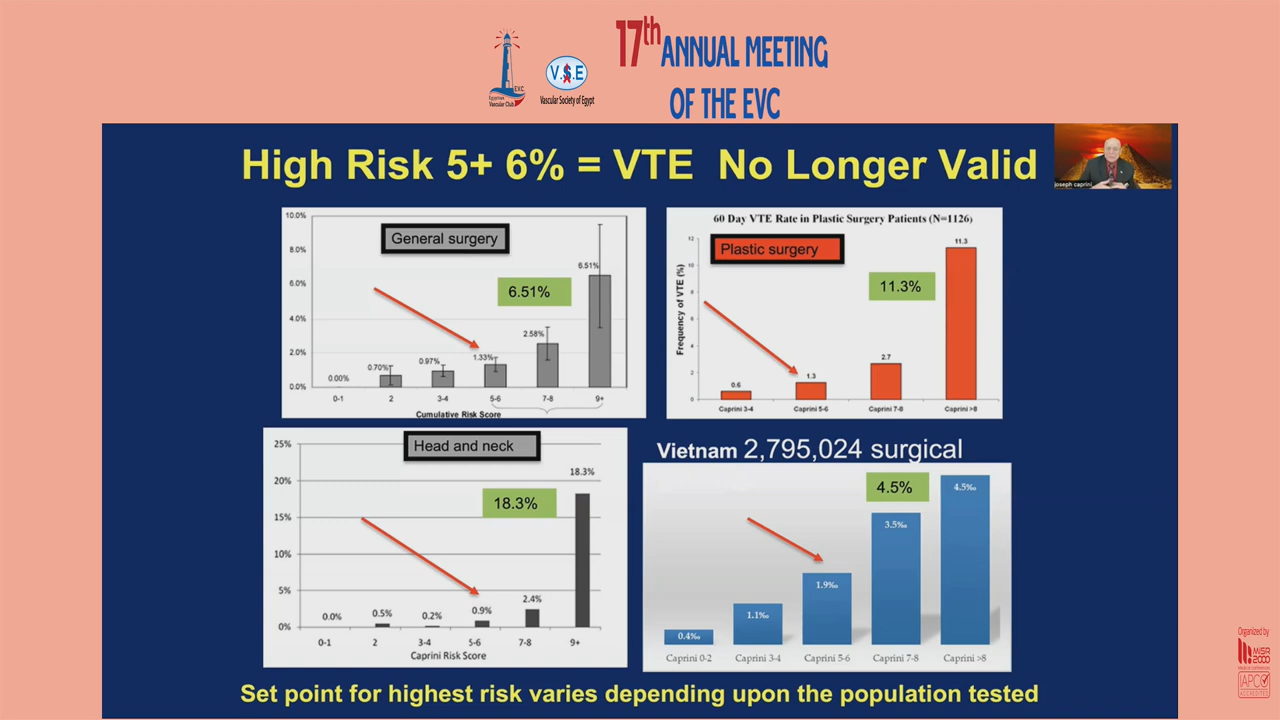 17th ANNUAL MEETING
OF THE EVC
E.V.C.
Egyptian
Vascular Club
V.S.E
Vascular Society of Egypt
High Risk 5+ 6% = VTE No Longer Valid
joseph caprini
General surgery
10.0%
8.0%
6.0%
4.0%
2.0%
0.0%
0.00%
0.70%
0.97%
1.33%
2.58%
6.51%
6.51%
0-1 2 3-4 5-6 7-8 9+
Cumulative Risk Score
60 Day VTE Rate in Plastic Surgery Patients (N=1126)
Plastic surgery
Frequency of VTE (%)
12
10
8
6
4
2
0
0.6
1.3
2.7
11.3
11.3%
Caprini 3-4 Caprini 5-6 Caprini 7-8 Caprini >8
Head and neck
25%
20%
15%
10%
5%
0%
0.0%
0.5%
0.2%
0.9%
2.4%
18.3%
18.3%
0-1 2 3-4 5-6 7-8 9+
Caprini Risk Score
Vietnam 2,795,024 surgical
4.5%
0.4‰
1.1‰
1.9‰
3.5‰
4.5‰
Caprini 0-2 Caprini 3-4 Caprini 5-6 Caprini 7-8 Caprini >8
Set point for highest risk varies depending upon the population tested
Organized by
MiSR
2000
IAPCO
ACCREDITED